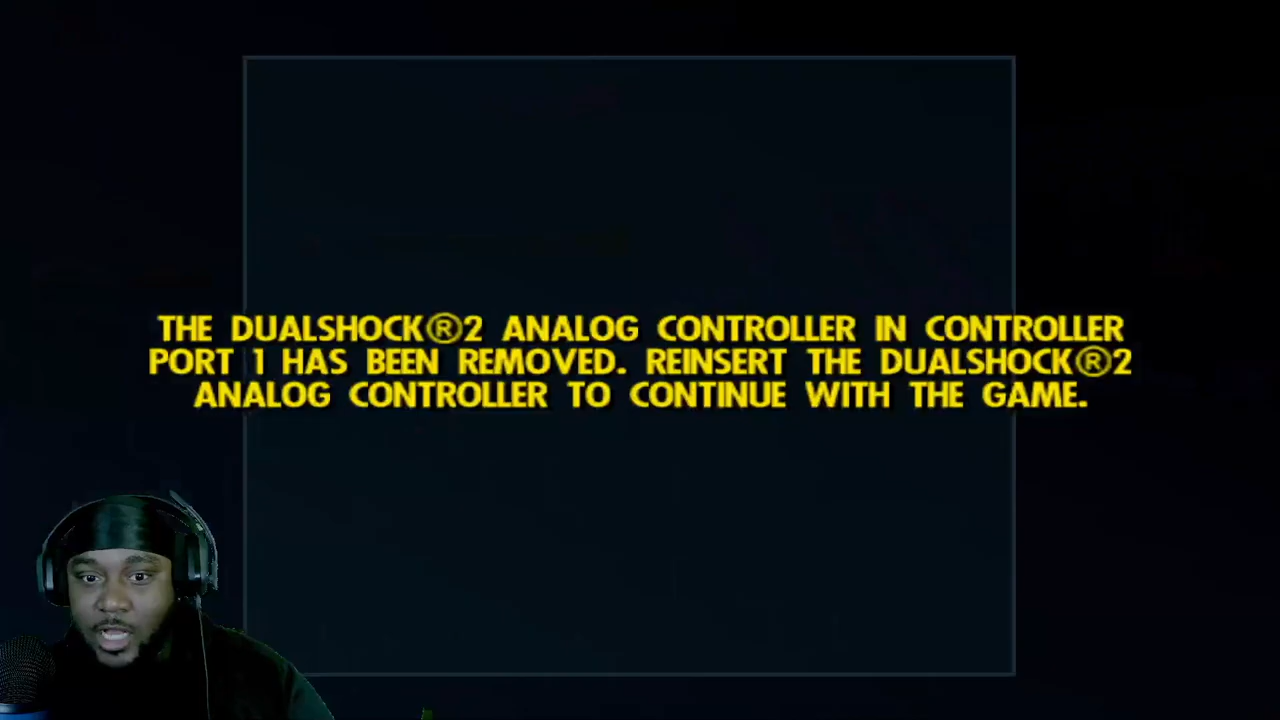 THE DUALSHOCK®2 ANALOG CONTROLLER IN CONTROLLER
PORT 1 HAS BEEN REMOVED. REINSERT THE DUALSHOCK®2
ANALOG CONTROLLER TO CONTINUE WITH THE GAME.